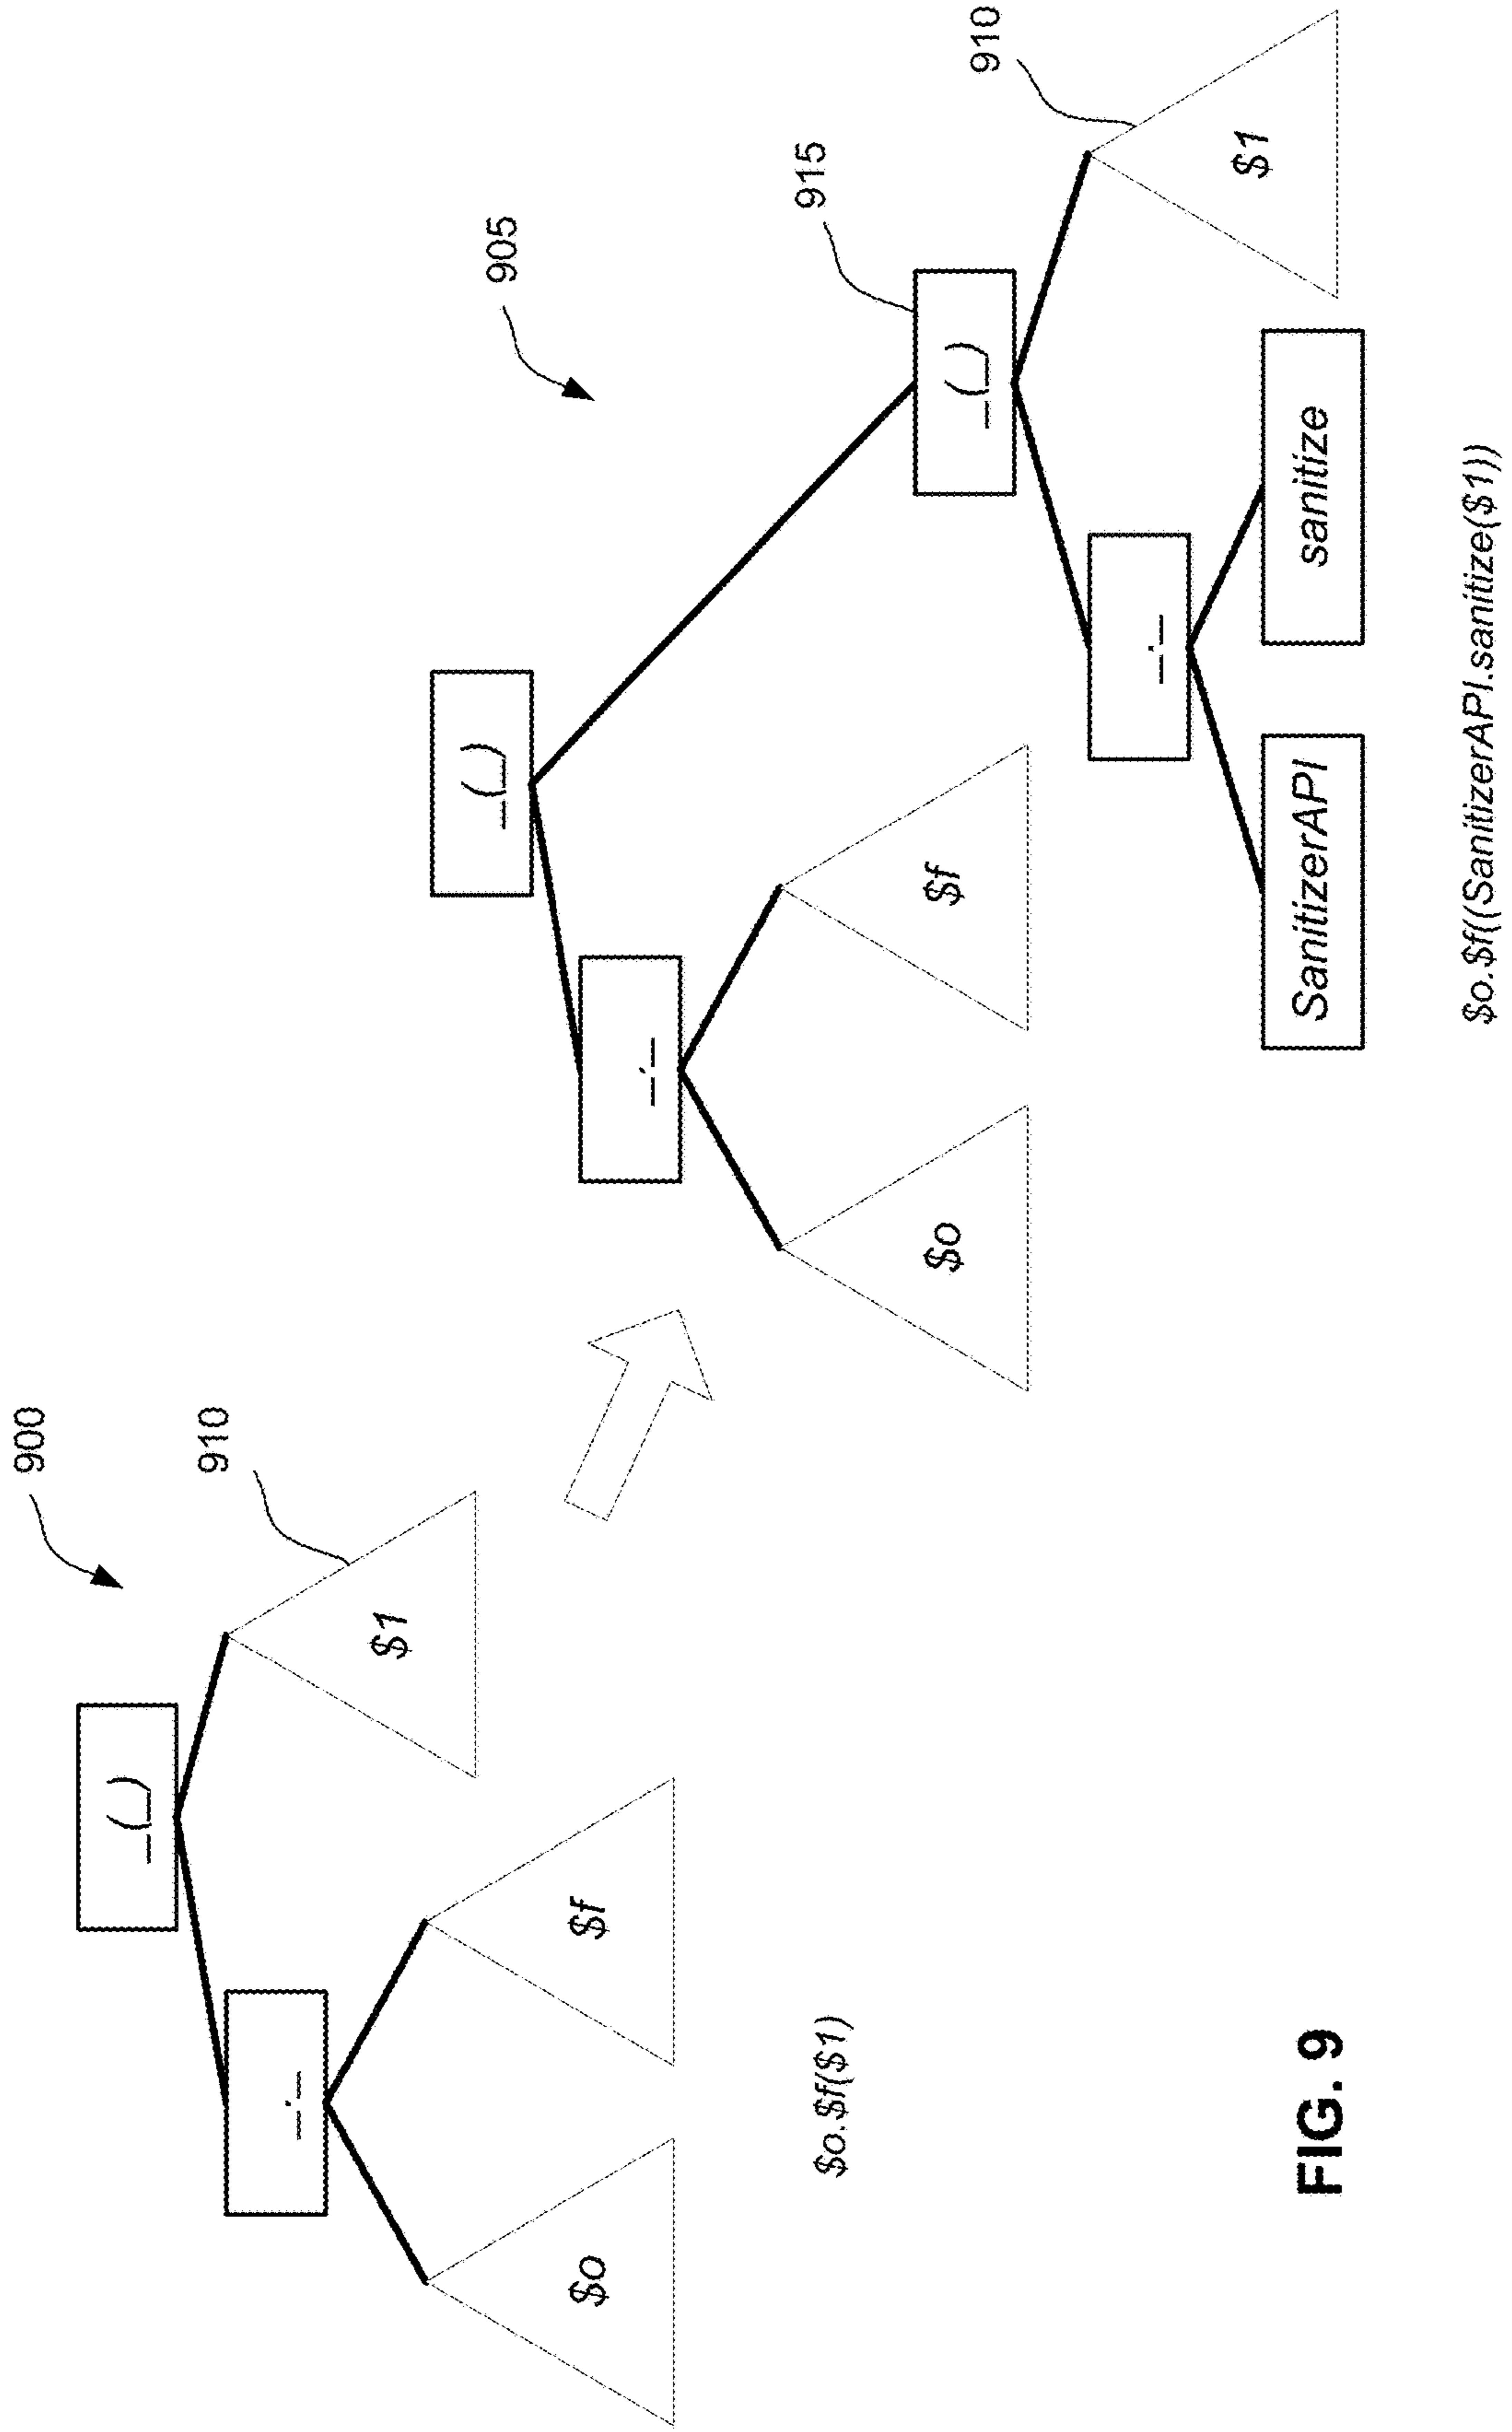 900
_(_)
910
_._
$1
$o
$f
$o.$f($1)
905
_(_)
915
_._
_(_)
910
$o
$f
_._
$1
SanitizerAPI
sanitize
$o.$f((SanitizerAPI.sanitize($1))
FIG. 9